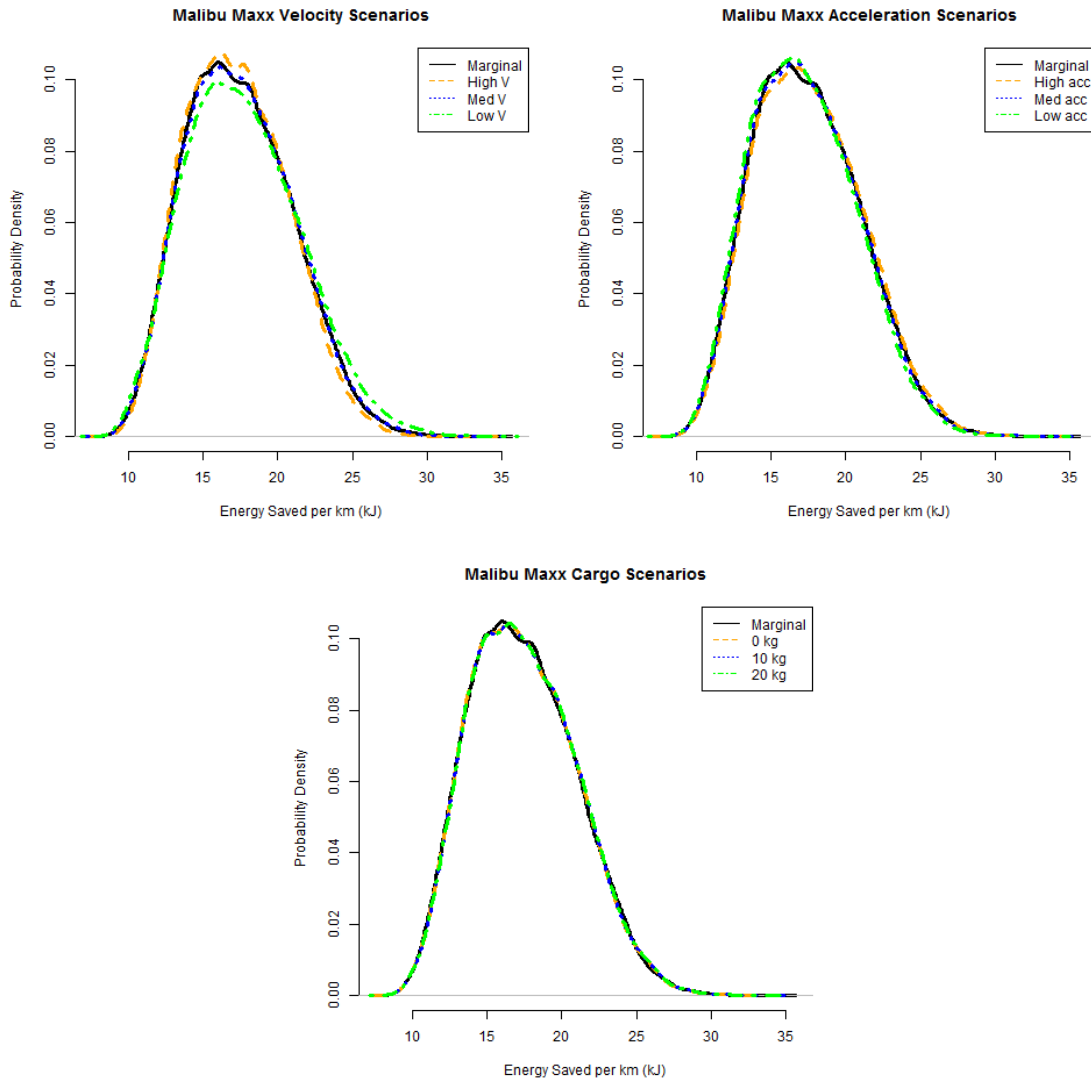 Malibu Maxx Velocity Scenarios
Probability Density
0.00 0.02 0.04 0.06 0.08 0.10
Marginal
High V
Med V
Low V
10 15 20 25 30 35
Energy Saved per km (kJ)
Malibu Maxx Acceleration Scenarios
Probability Density
0.00 0.02 0.04 0.06 0.08 0.10
Marginal
High acc
Med acc
Low acc
10 15 20 25 30 35
Energy Saved per km (kJ)
Malibu Maxx Cargo Scenarios
Probability Density
0.00 0.02 0.04 0.06 0.08 0.10
Marginal
0 kg
10 kg
20 kg
10 15 20 25 30 35
Energy Saved per km (kJ)